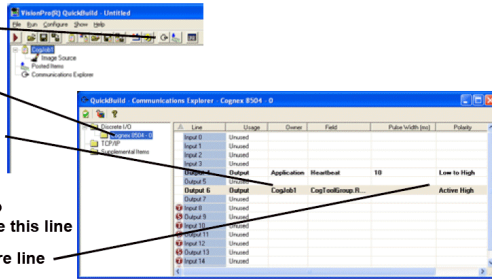 VisionPro(R) QuickBuild - Untitled
File Run Configure Show Help
CogJob1
Image Source
Posted Items
Communications Explorer
QuickBuild - Communications Explorer - Cognex 8504 - 0
Discrete I/O
Cognex 8504 - 0
TCP/IP
Supplemental Items
Line Usage Owner Field Pulse Width (ms) Polarity
Input 0 Unused
Input 1 Unused
Input 2 Unused
Input 3 Unused
Output 4 Output Application Heartbeat 10 Low to High
Output 5 Unused
Output 6 Output CogJob1 CogToolGroup.R... Active High
Output 7 Unused
Input 8 Unused
Output 9 Unused
Input 10 Unused
Output 11 Unused
Input 12 Unused
Output 13 Unused
Input 14 Unused
e this line
re line